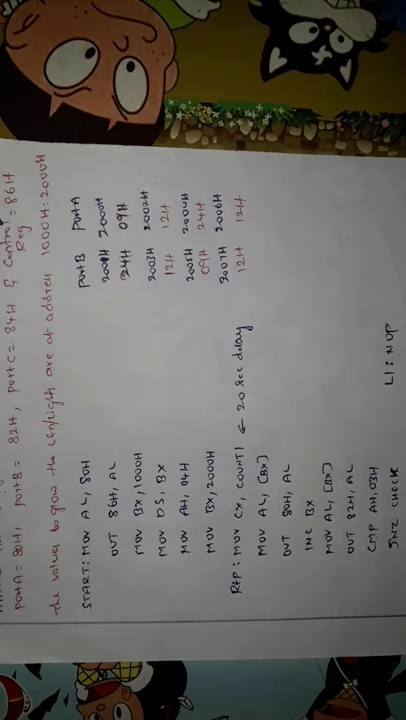 portA = 80H, portB = 82H, portC = 84H & Control Reg = 86H
the values to glow the LED/light are at address 1000H:2000H
START: MOV AL, 80H
OUT 86H, AL
MOV BX, 1000H
MOV DS, BX
MOV AH, 04H
MOV BX, 2000H
REP: MOV CX, COUNT1 ← 20 sec delay
MOV AL, [BX]
OUT 80H, AL
INC BX
MOV AL, [BX]
OUT 82H, AL
CMP AH, 03H
JNZ CHECK
L1: NOP
PortB PortA
2001H 2000H
24H 09H
2003H 2002H
12H 12H
2005H 2004H
09H 24H
2007H 2006H
12H 12H